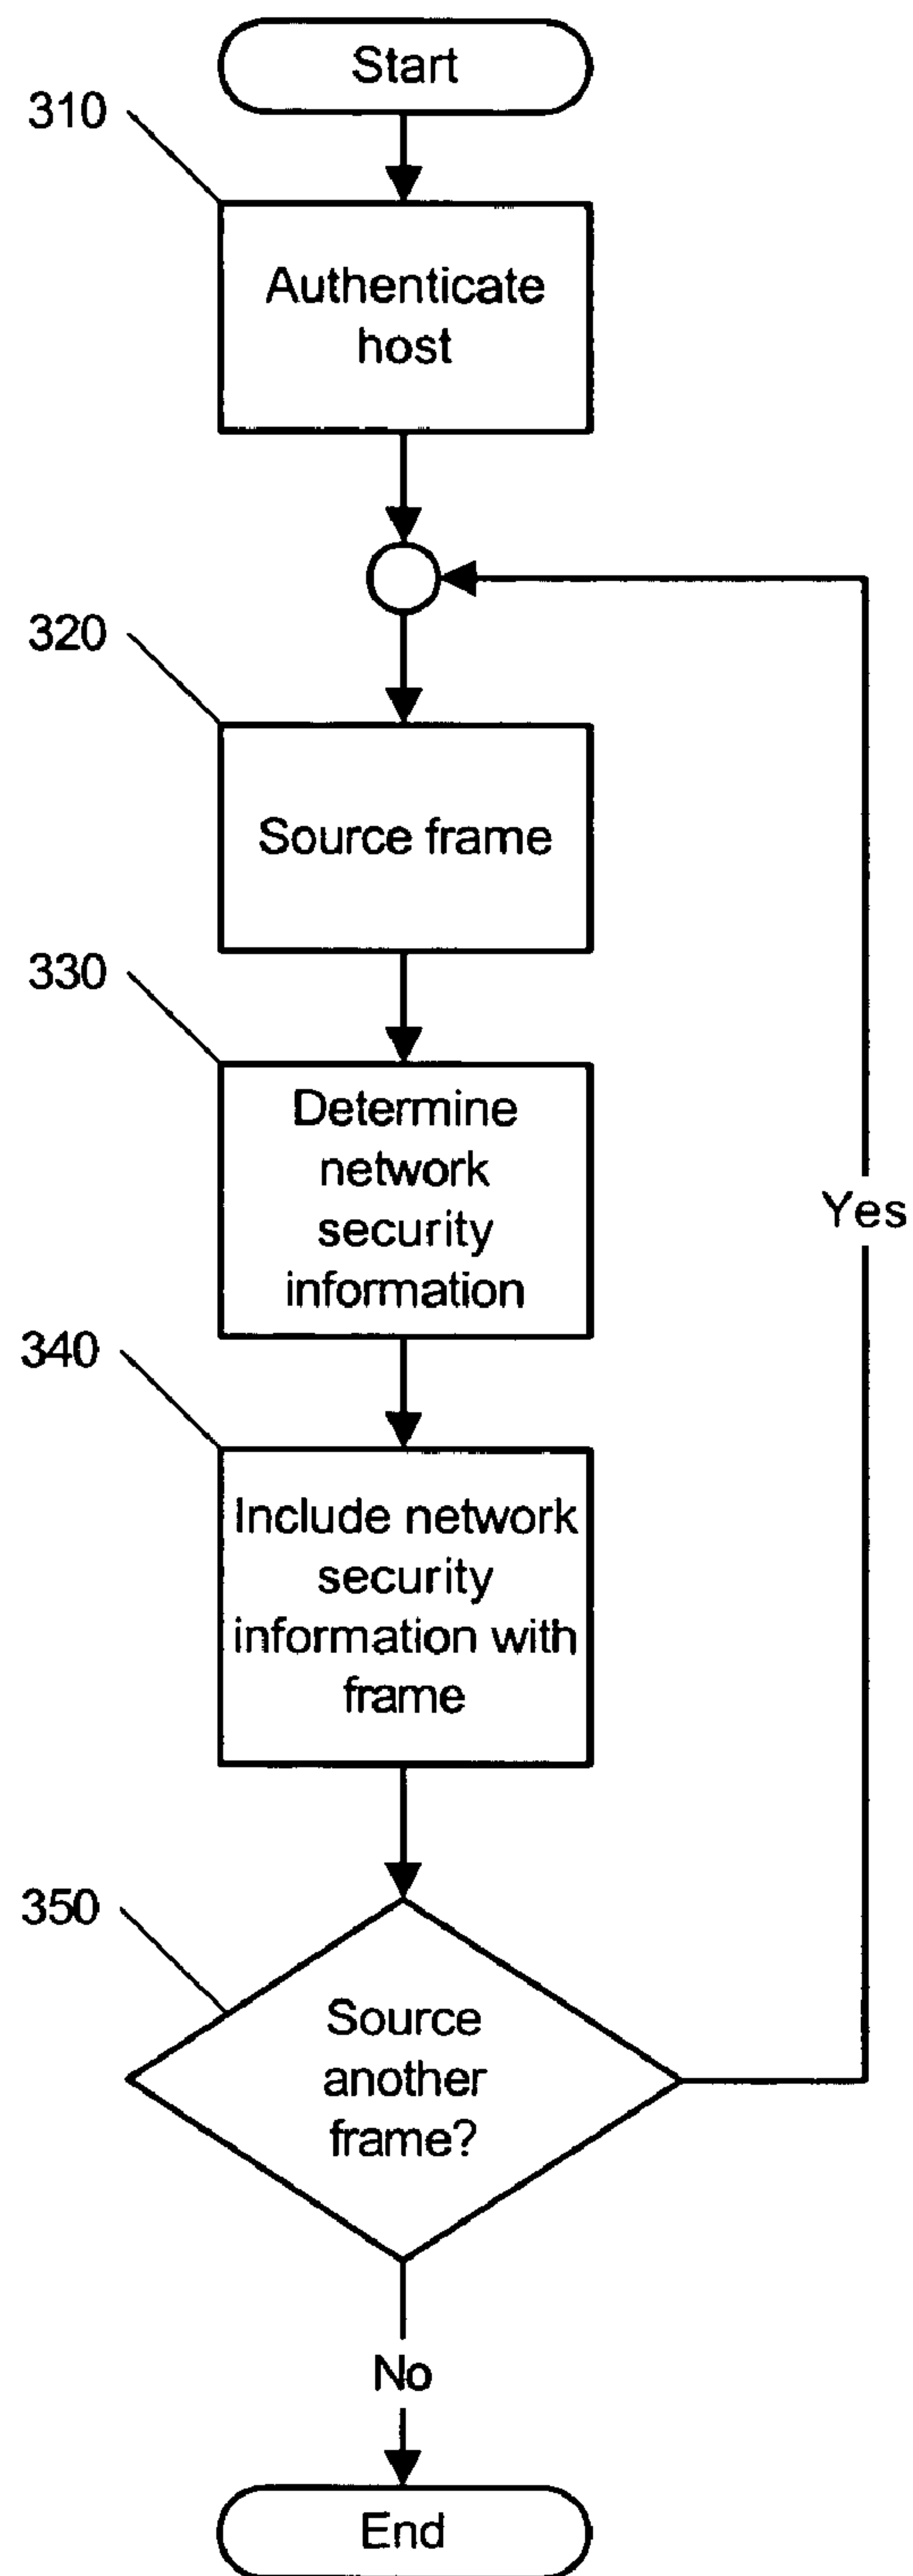 Start
310
Authenticate
host
320
Source frame
330
Determine
network
security
information
Yes
340
Include network
security
information with
frame
350
Source
another
frame?
No
End